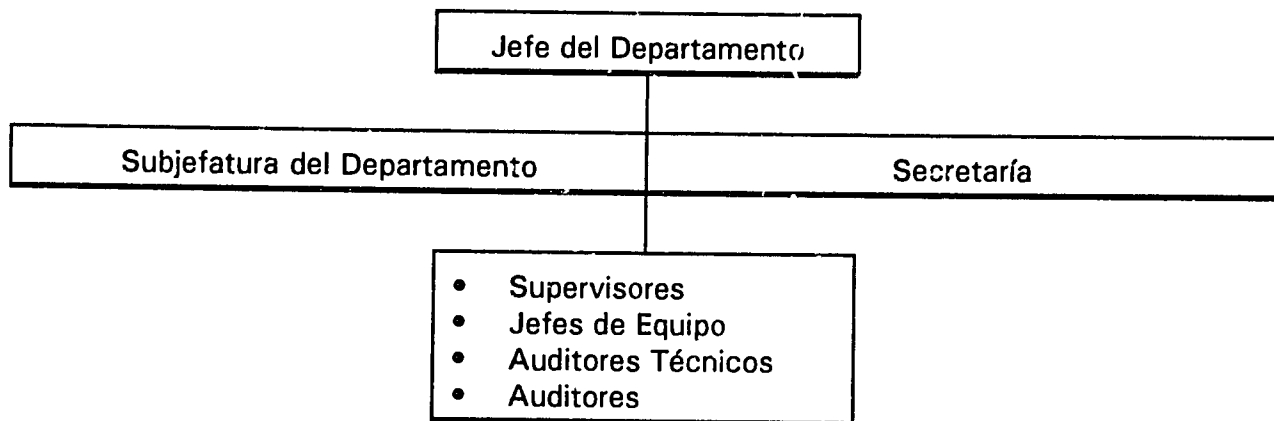 Jefe del Departamento
Subjefatura del Departamento
Secretaría
• Supervisores
• Jefes de Equipo
• Auditores Técnicos
• Auditores